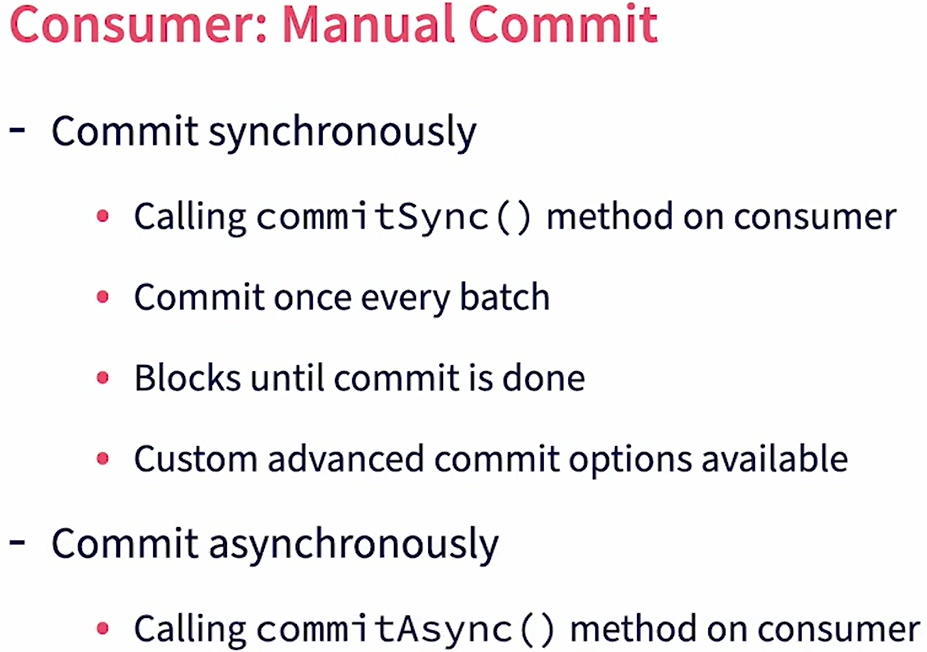 Consumer: Manual Commit
- Commit synchronously
• Calling commitSync() method on consumer
• Commit once every batch
• Blocks until commit is done
• Custom advanced commit options available
- Commit asynchronously
• Calling commitAsync() method on consumer